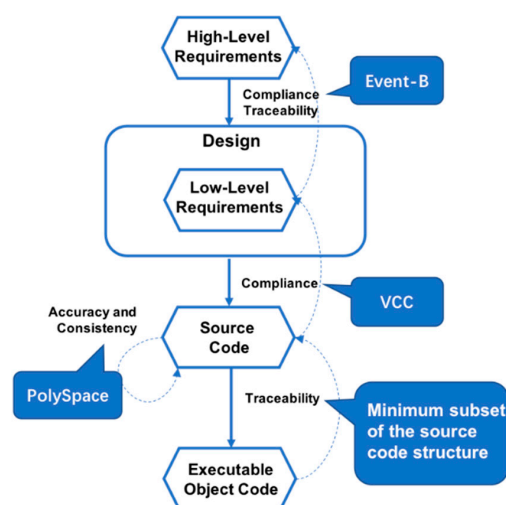 High-Level
Requirements
Event-B
Compliance
Traceability
Design
Low-Level
Requirements
Compliance
VCC
Accuracy and
Consistency
Source
Code
PolySpace
Traceability
Minimum subset
of the source
code structure
Executable
Object Code